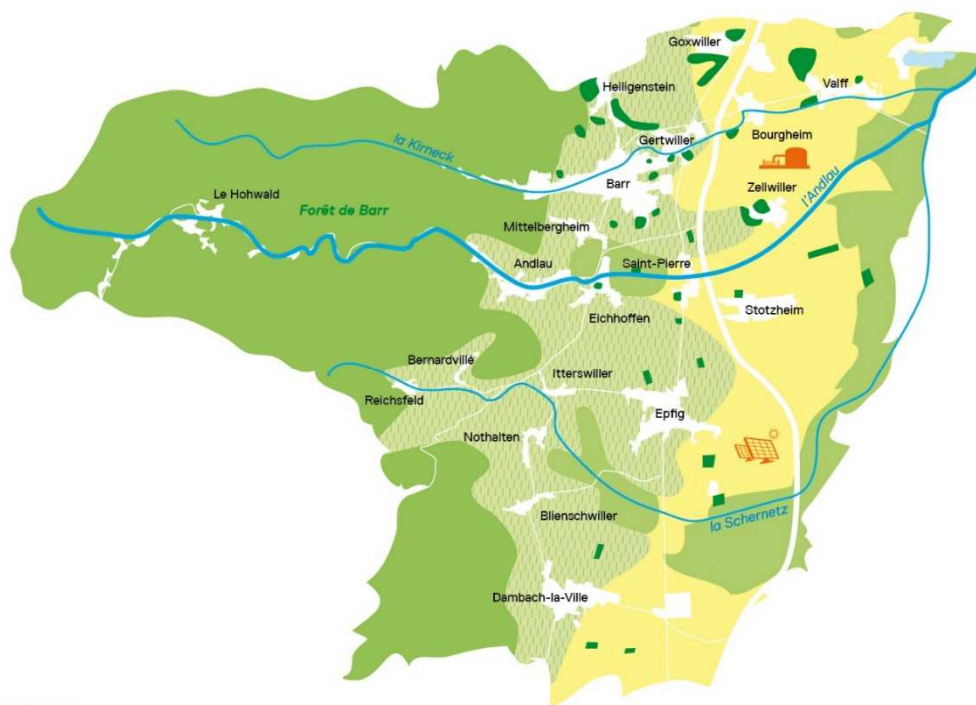 Goxwiller
Valff
Heiligenstein
Gertwiller
Bourgheim
la Kirneck
Barr
Zellwiller
l'Andlau
Le Hohwald
Forêt de Barr
Mittelbergheim
Andlau
Saint-Pierre
Eichhoffen
Stotzheim
Bernardvillé
Itterswiller
Reichsfeld
Epfig
Nothalten
Blienschwiller
la Schernetz
Dambach-la-Ville